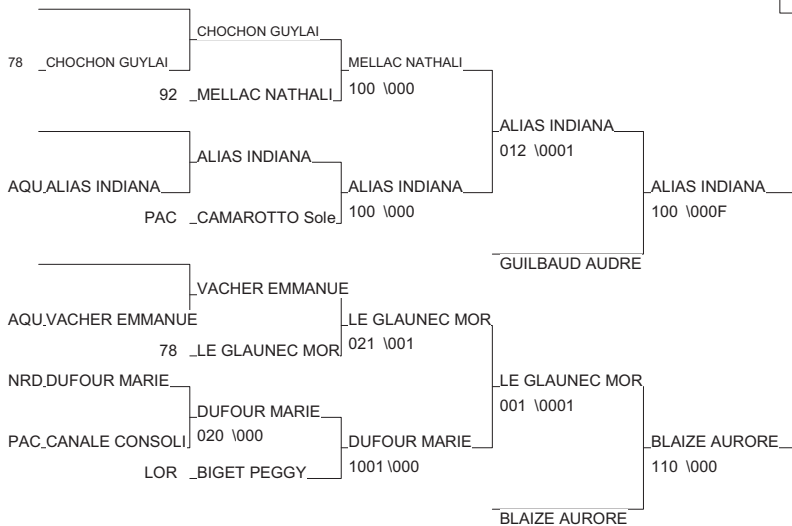 CHOCHON GUYLAI
78 CHOCHON GUYLAI MELLAC NATHALI
92 MELLAC NATHALI 100 \000
ALIAS INDIANA
012 \0001
ALIAS INDIANA
AQU ALIAS INDIANA ALIAS INDIANA ALIAS INDIANA
100 \000 100 \000F
PAC CAMAROTTO Sole
GUILBAUD AUDRE
VACHER EMMANUE
AQU VACHER EMMANUE LE GLAUNEC MOR
021 \001
78 LE GLAUNEC MOR
NRD DUFOUR MARIE LE GLAUNEC MOR
001 \0001
DUFOUR MARIE
020 \000
PAC CANALE CONSOLI DUFOUR MARIE BLAIZE AURORE
1001 \000 110 \000
LOR BIGET PEGGY
BLAIZE AURORE